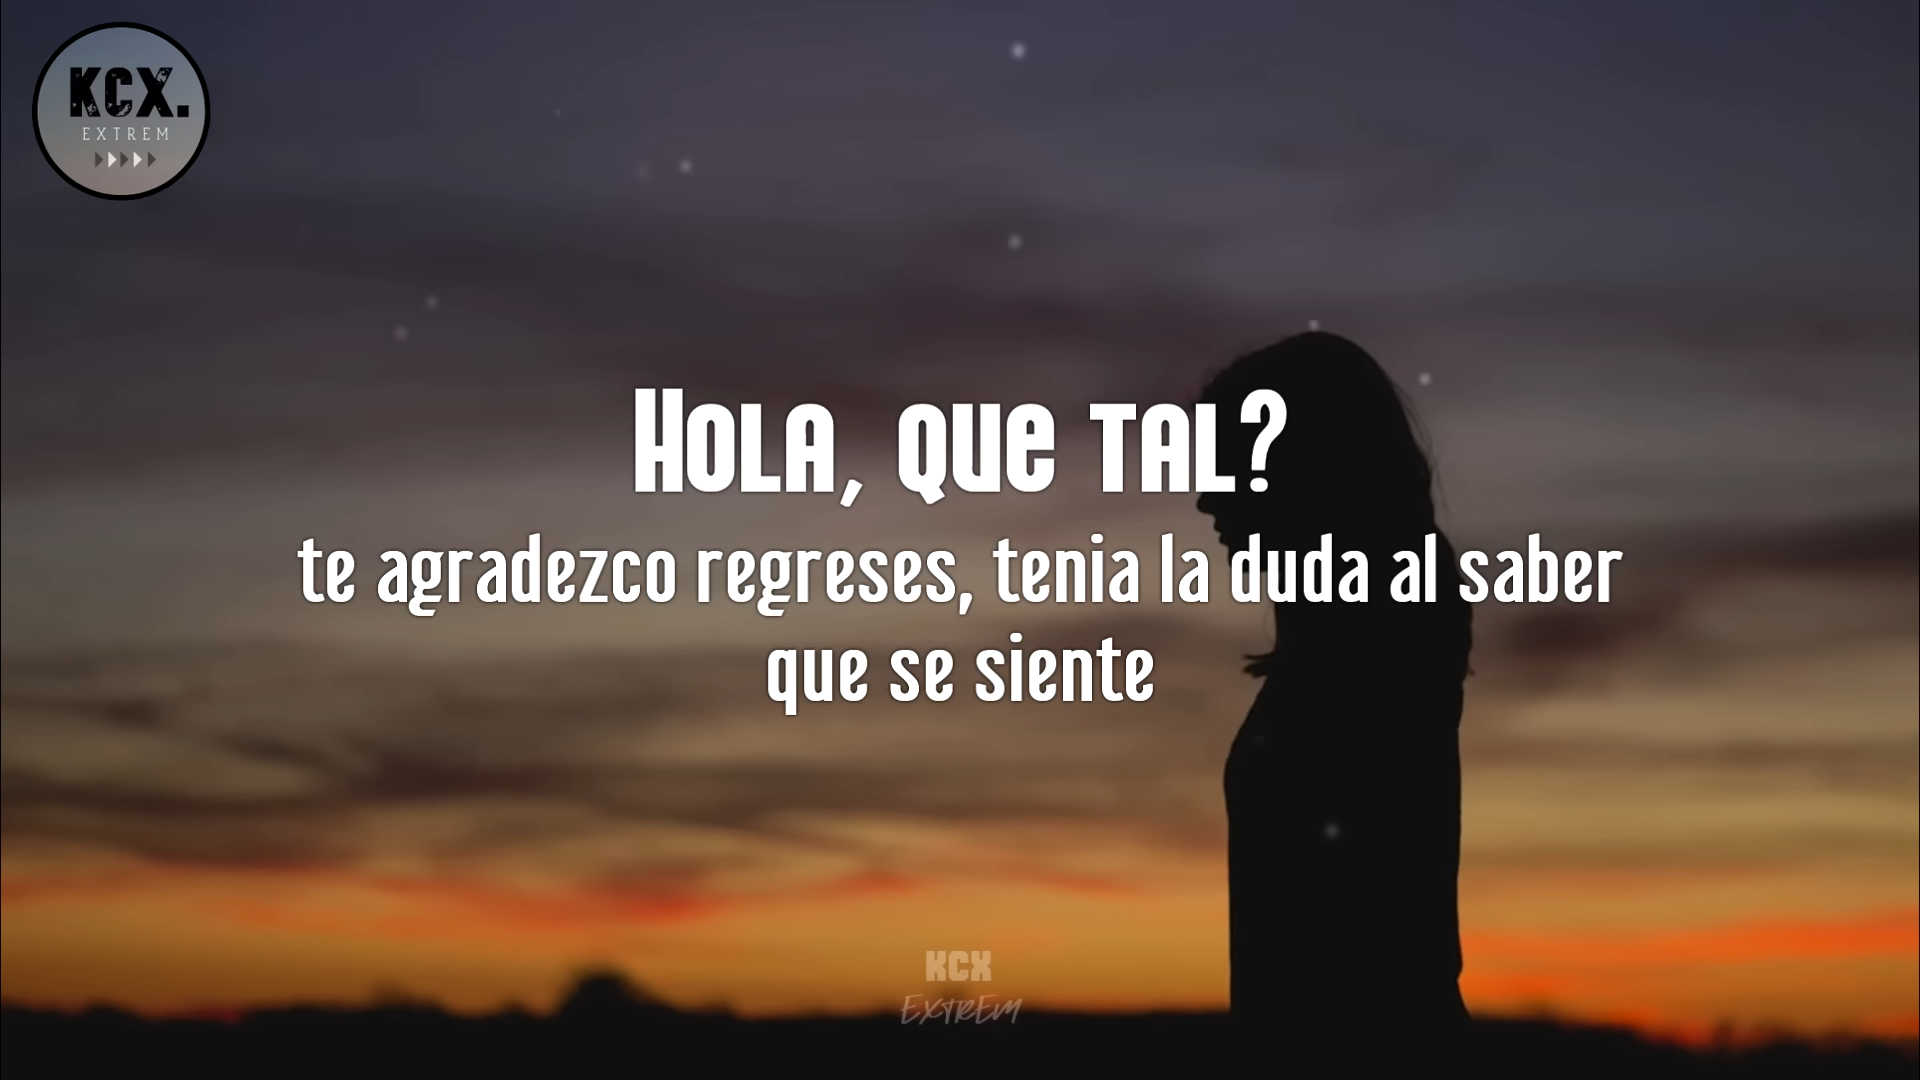 KCX.
EXTREM
Hola, que tal?
te agradezco regreses, tenia la duda al saber
que se siente
KCX
EXTREM